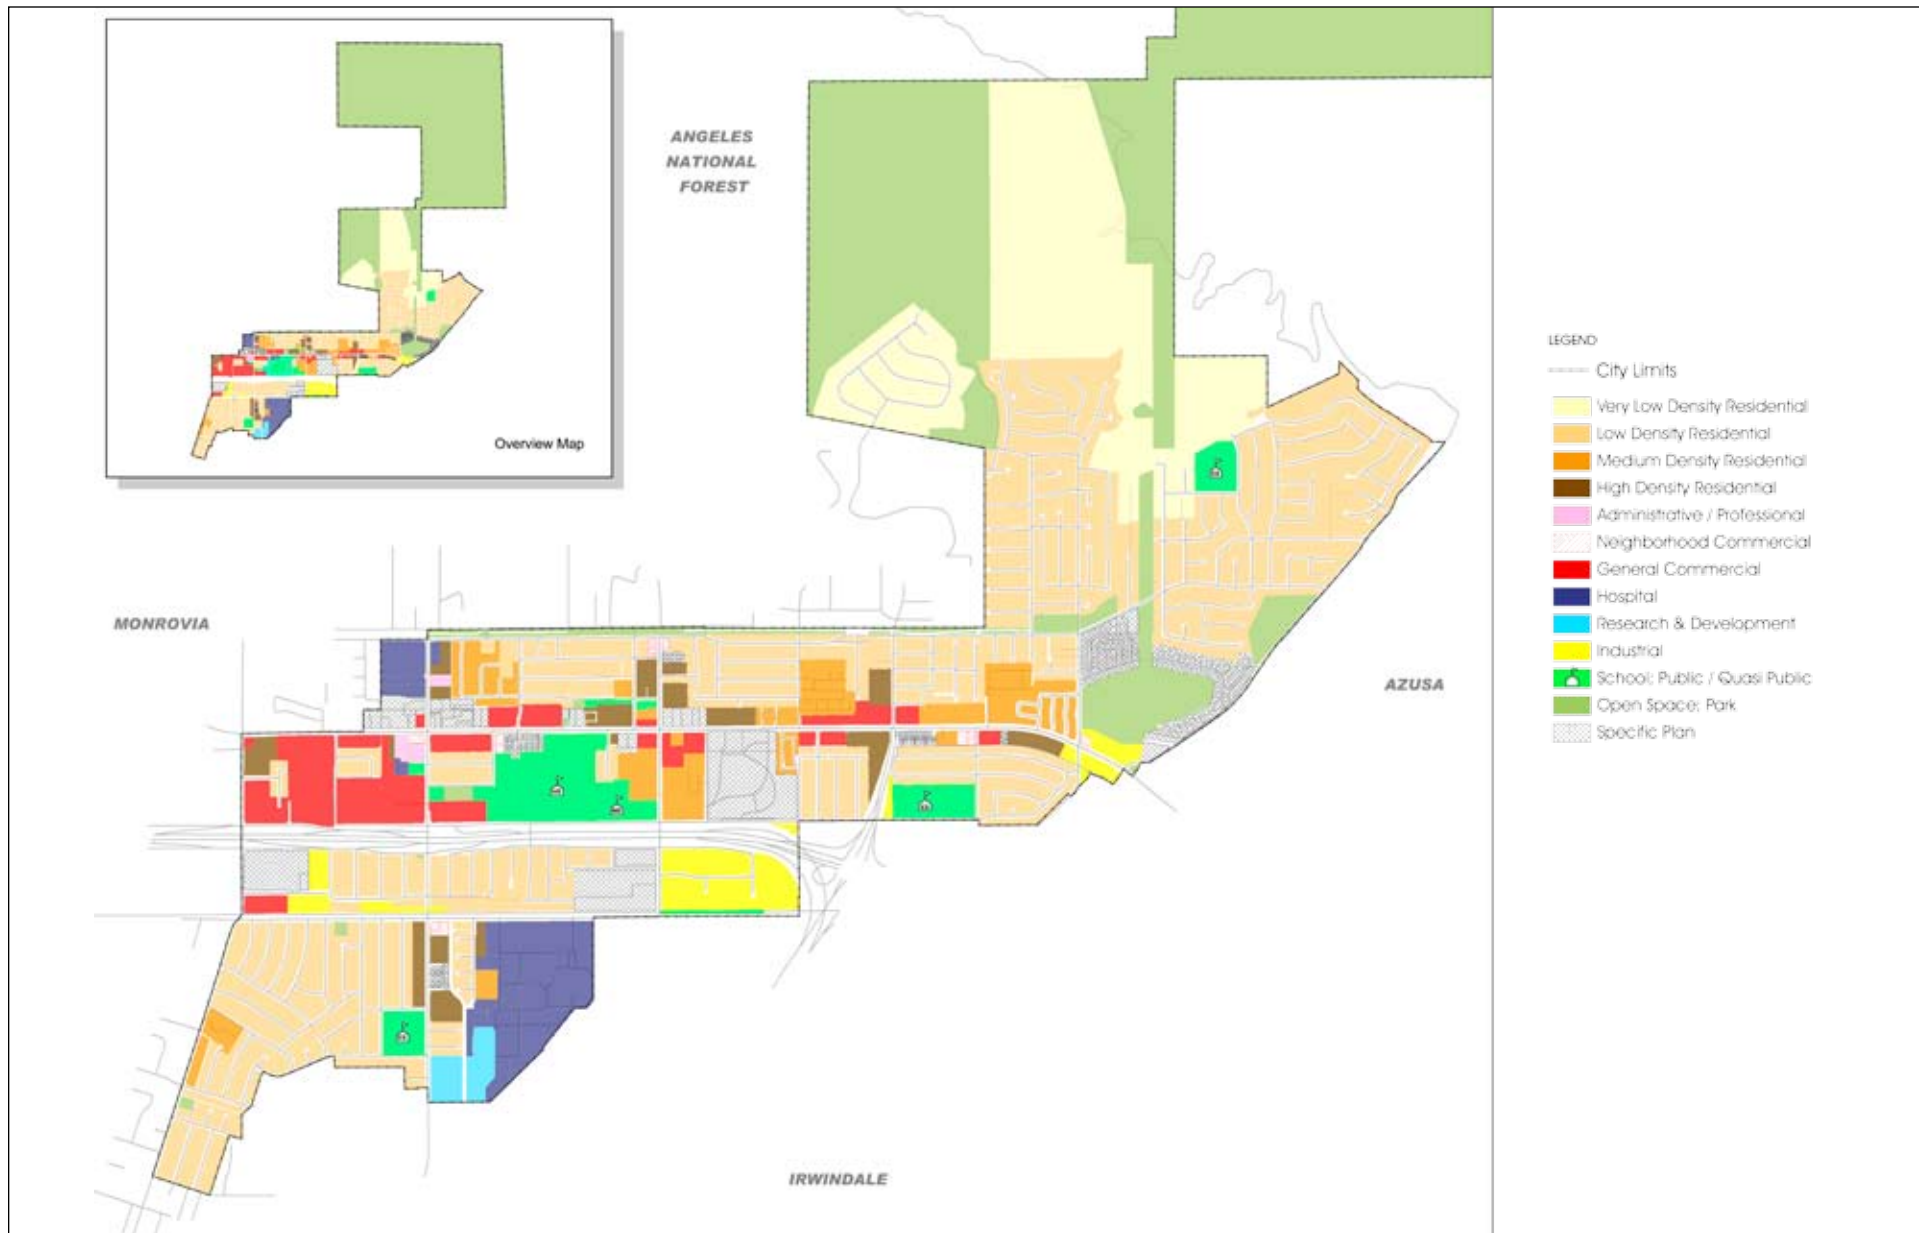 Overview Map
ANGELES
NATIONAL
FOREST
MONROVIA
AZUSA
IRWINDALE
LEGEND
City Limits
Very Low Density Residential
Low Density Residential
Medium Density Residential
High Density Residential
Administrative / Professional
Neighborhood Commercial
General Commercial
Hospital
Research & Development
Industrial
School; Public / Quasi Public
Open Space; Park
Specific Plan